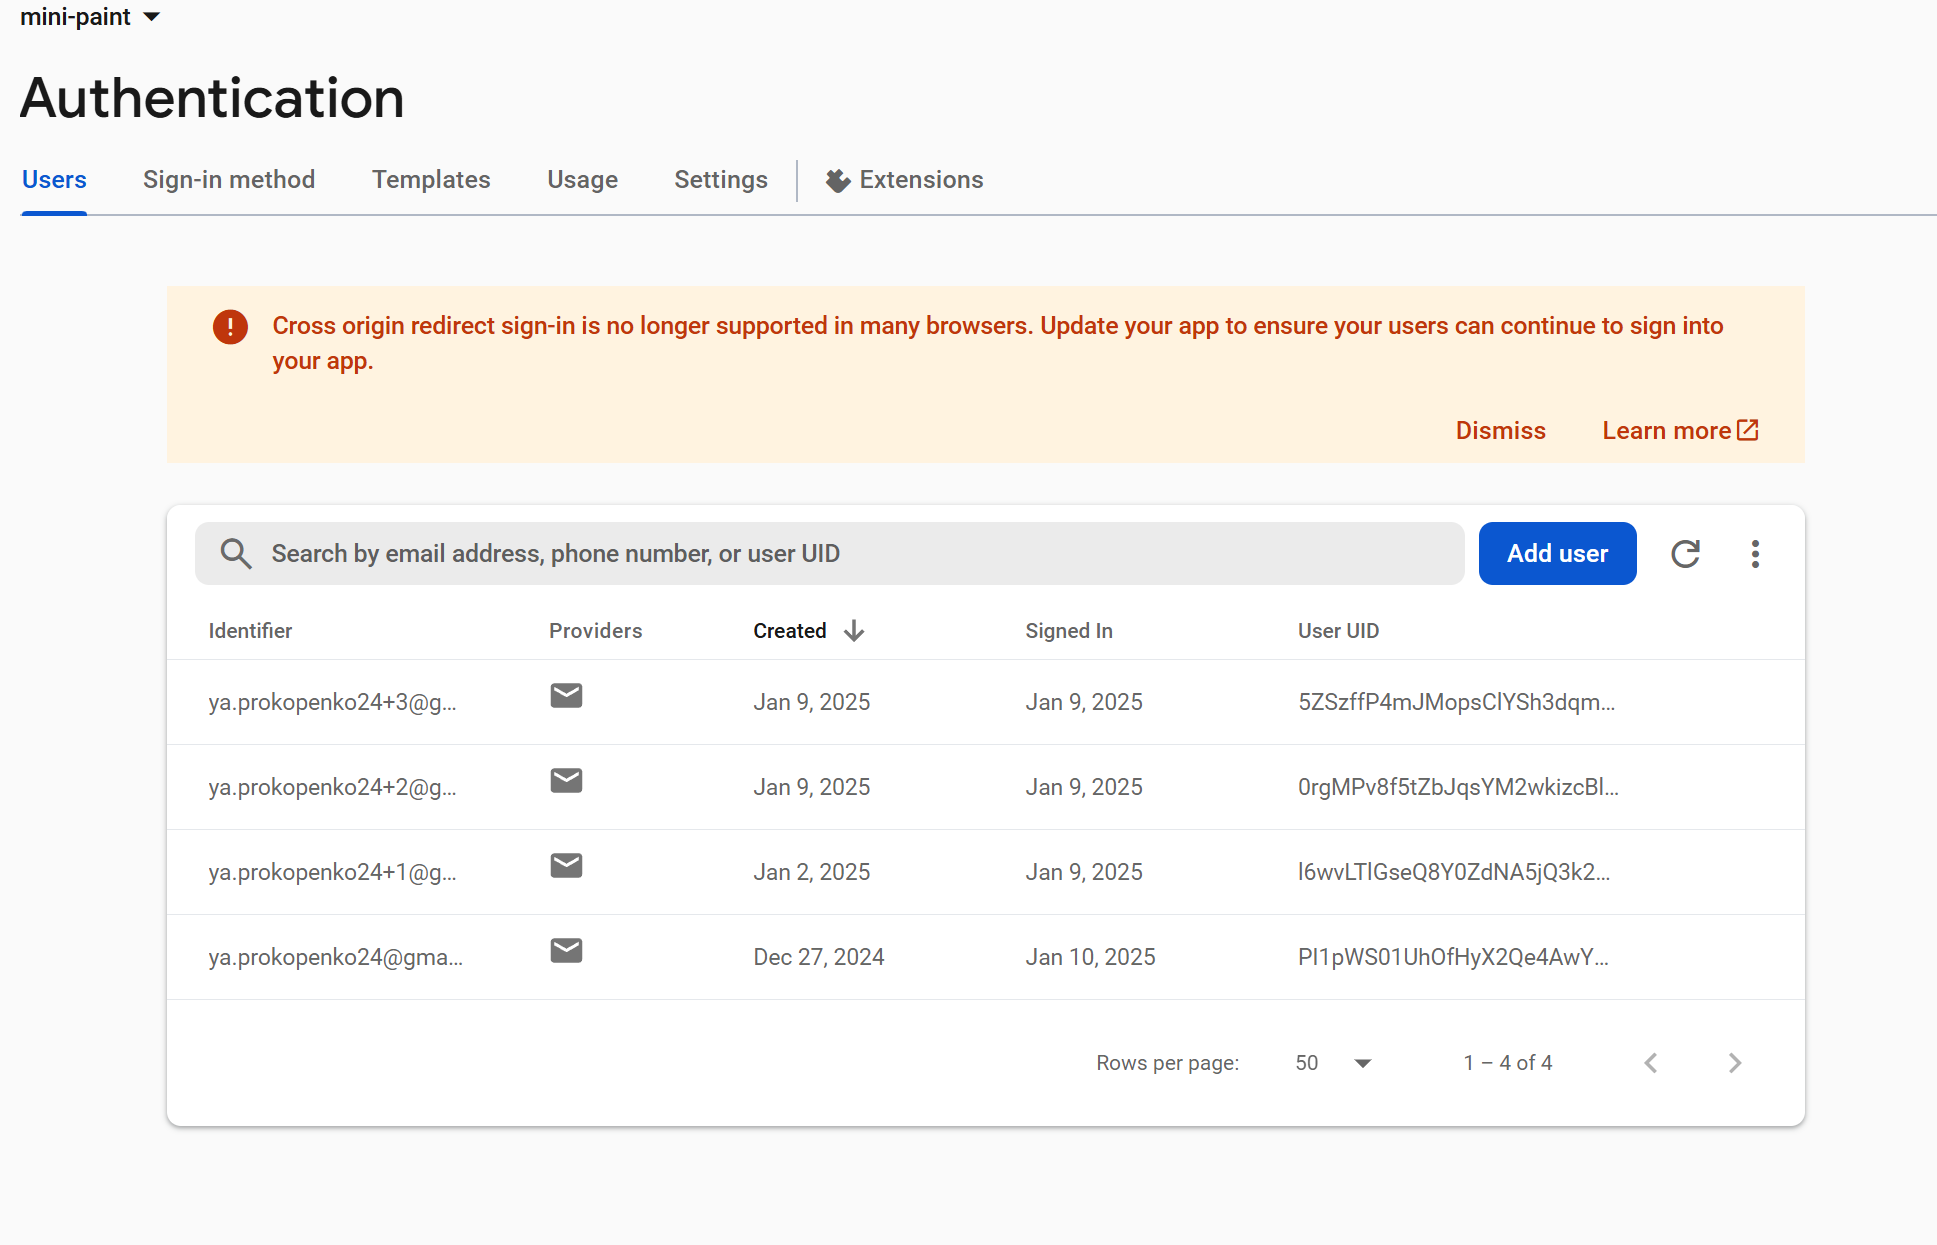 mini-paint
Authentication
Users Sign-in method Templates Usage Settings Extensions
Cross origin redirect sign-in is no longer supported in many browsers. Update your app to ensure your users can continue to sign into
your app.
Dismiss Learn more
Search by email address, phone number, or user UID Add user
Identifier Providers Created Signed In User UID
ya.prokopenko24+3@g... Jan 9, 2025 Jan 9, 2025 5ZSzffP4mJMopsClYSh3dqm...
ya.prokopenko24+2@g... Jan 9, 2025 Jan 9, 2025 0rgMPv8f5tZbJqsYM2wkizcBl...
ya.prokopenko24+1@g... Jan 2, 2025 Jan 9, 2025 l6wvLTlGseQ8Y0ZdNA5jQ3k2...
ya.prokopenko24@gma... Dec 27, 2024 Jan 10, 2025 PI1pWS01UhOfHyX2Qe4AwY...
Rows per page: 50 1 – 4 of 4